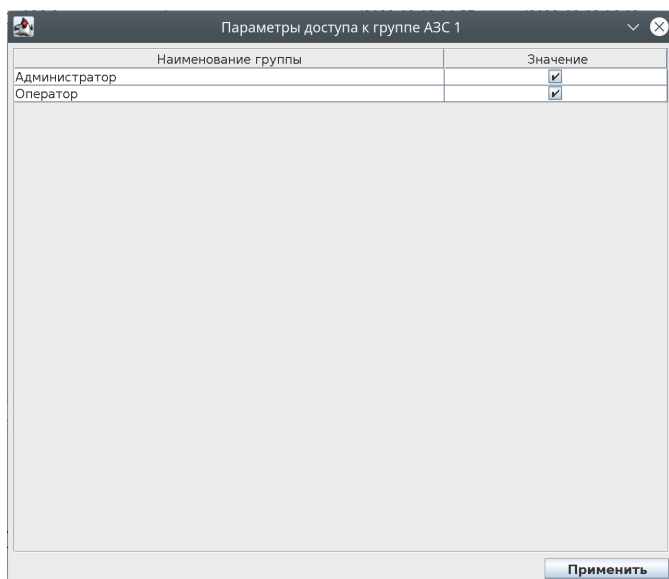 Параметры доступа к группе АЗС 1
Наименование группы Значение
Администратор
Оператор
Применить